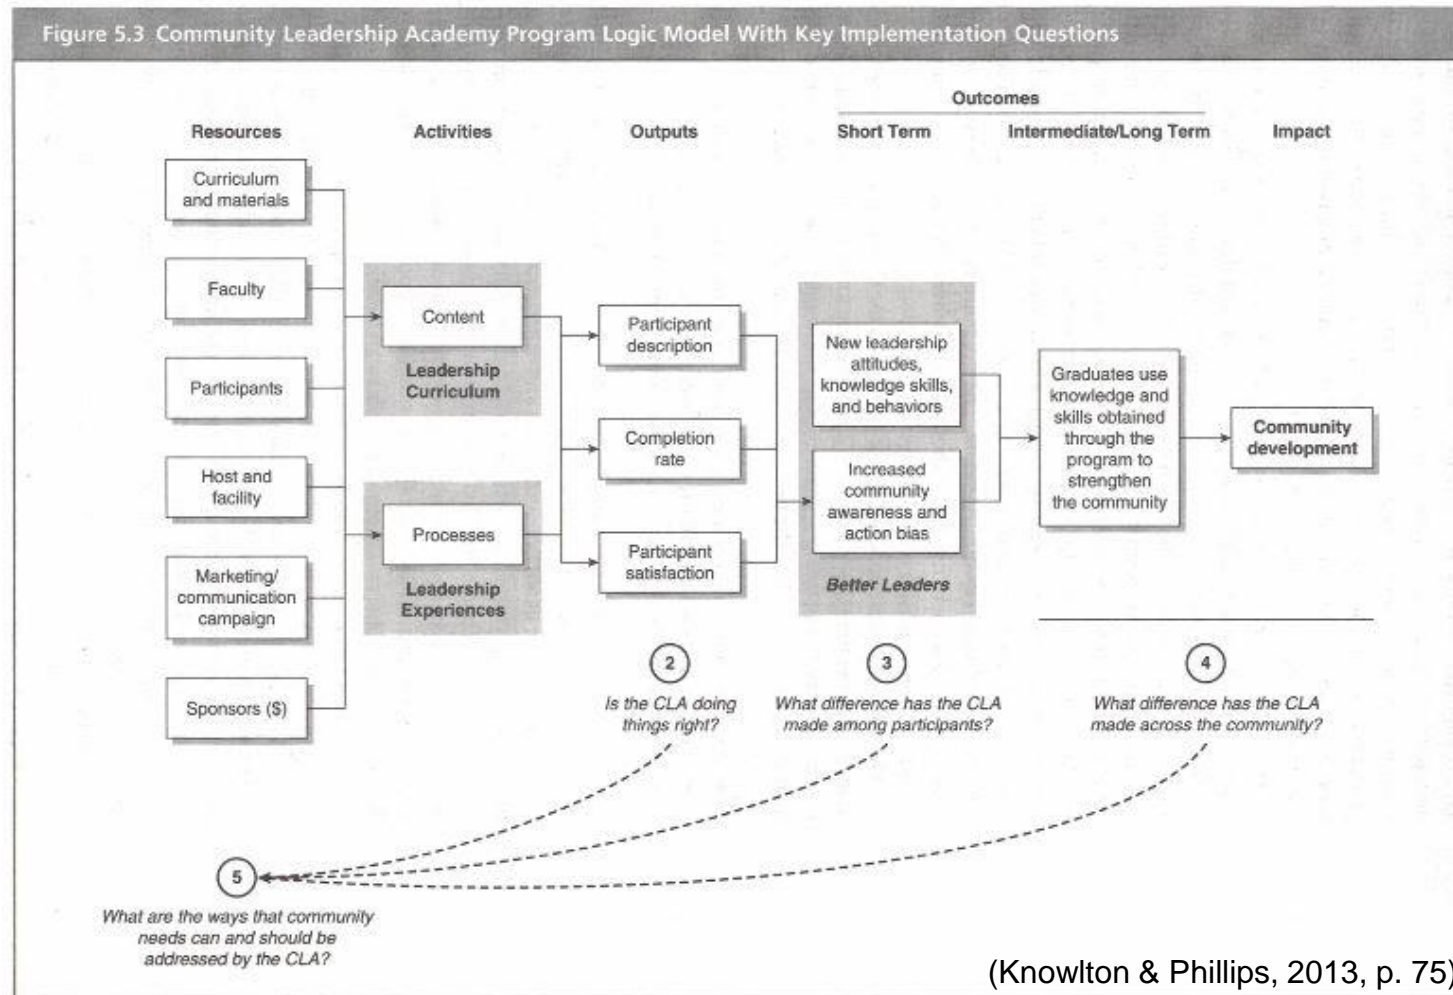 Figure 5.3 Community Leadership Academy Program Logic Model With Key Implementation Questions
Outcomes
Resources
Activities
Outputs
Short Term
Intermediate/Long Term
Impact
Curriculum
and materials
Faculty
Participants
Host and
facility
Marketing/
communication
campaign
Sponsors ($)
Content
Leadership
Curriculum
Processes
Leadership
Experiences
Participant
description
Completion
rate
Participant
satisfaction
New leadership
attitudes,
knowledge skills,
and behaviors
Increased
community
awareness and
action bias
Better Leaders
Graduates use
knowledge and
skills obtained
through the
program to
strengthen
the community
Community
development
2
Is the CLA doing
things right?
3
What difference has the CLA
made among participants?
4
What difference has the CLA
made across the community?
5
What are the ways that community
needs can and should be
addressed by the CLA?
(Knowlton & Phillips, 2013, p. 75)